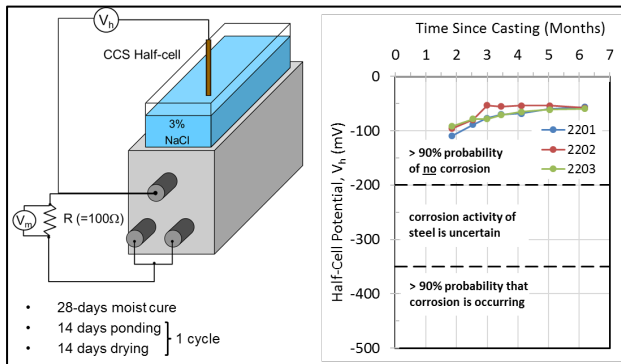 V_h
CCS Half-cell
3%
NaCl
R (=100Ω)
V_m
• 28-days moist cure
• 14 days ponding
• 14 days drying
1 cycle
Time Since Casting (Months)
0 1 2 3 4 5 6 7
Half-Cell Potential, V_h (mV)
0
-100
-200
-300
-400
-500
2201
2202
2203
> 90% probability
of no corrosion
corrosion activity of
steel is uncertain
> 90% probability that
corrosion is occurring